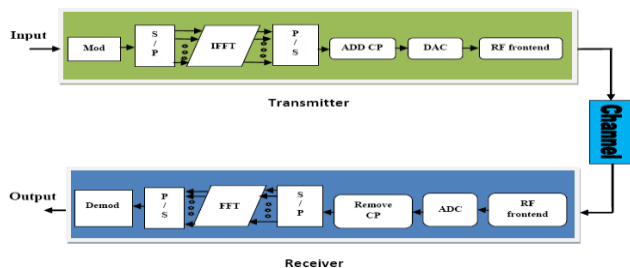 Input
Mod
S
/
P
IFFT
P
/
S
ADD CP
DAC
RF frontend
Transmitter
Channel
Output
Demod
P
/
S
FFT
S
/
P
Remove
CP
ADC
RF
frontend
Receiver